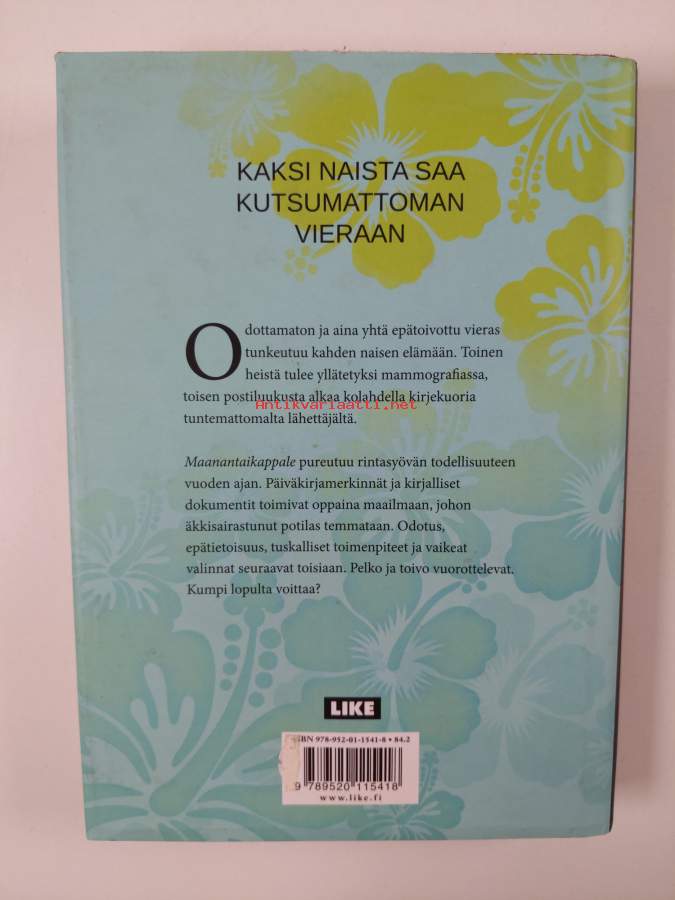 KAKSI NAISTA SAA
KUTSUMATTOMAN
VIERAAN
Odottamaton ja aina yhtä epätoivottu vieras
tunkeutuu kahden naisen elämään. Toinen
heistä tulee yllätetyksi mammografiassa,
toisen postiluukusta alkaa kolahdella kirjekuoria
Antikvariaatti.net
tuntemattomalta lähettäjältä.
Maanantaikappale pureutuu rintasyövän todellisuuteen
vuoden ajan. Päiväkirjamerkinnät ja kirjalliset
dokumentit toimivat oppaina maailmaan, johon
äkkisairastunut potilas temmataan. Odotus,
epätietoisuus, tuskalliset toimenpiteet ja vaikeat
valinnat seuraavat toisiaan. Pelko ja toivo vuorottelevat.
Kumpi lopulta voittaa?
LIKE
ISBN 978-952-01-1541-8 • 84.2
9 789520 115418
www.like.fi